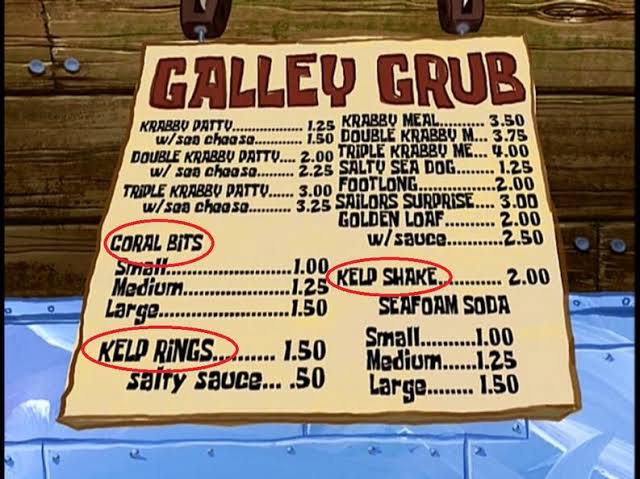 GALLEY GRUB
KRABBY PATTY.................. 1.25
w/sea cheese.......... 1.50
DOUBLE KRABBY PATTY.... 2.00
w/ sea cheese......... 2.25
TRIPLE KRABBY PATTY...... 3.00
w/sea cheese.......... 3.25
CORAL BITS
Small...................1.00
Medium..................1.25
Large...................1.50
KELP RINGS.......... 1.50
salty sauce... .50
KRABBY MEAL.......... 3.50
DOUBLE KRABBY M... 3.75
TRIPLE KRABBY ME... 4.00
SALTY SEA DOG....... 1.25
FOOTLONG............2.00
SAILORS SURPRISE.... 3.00
GOLDEN LOAF......... 2.00
w/sauce..........2.50
KELP SHAKE............ 2.00
SEAFOAM SODA
Small.......1.00
Medium......1.25
Large....... 1.50